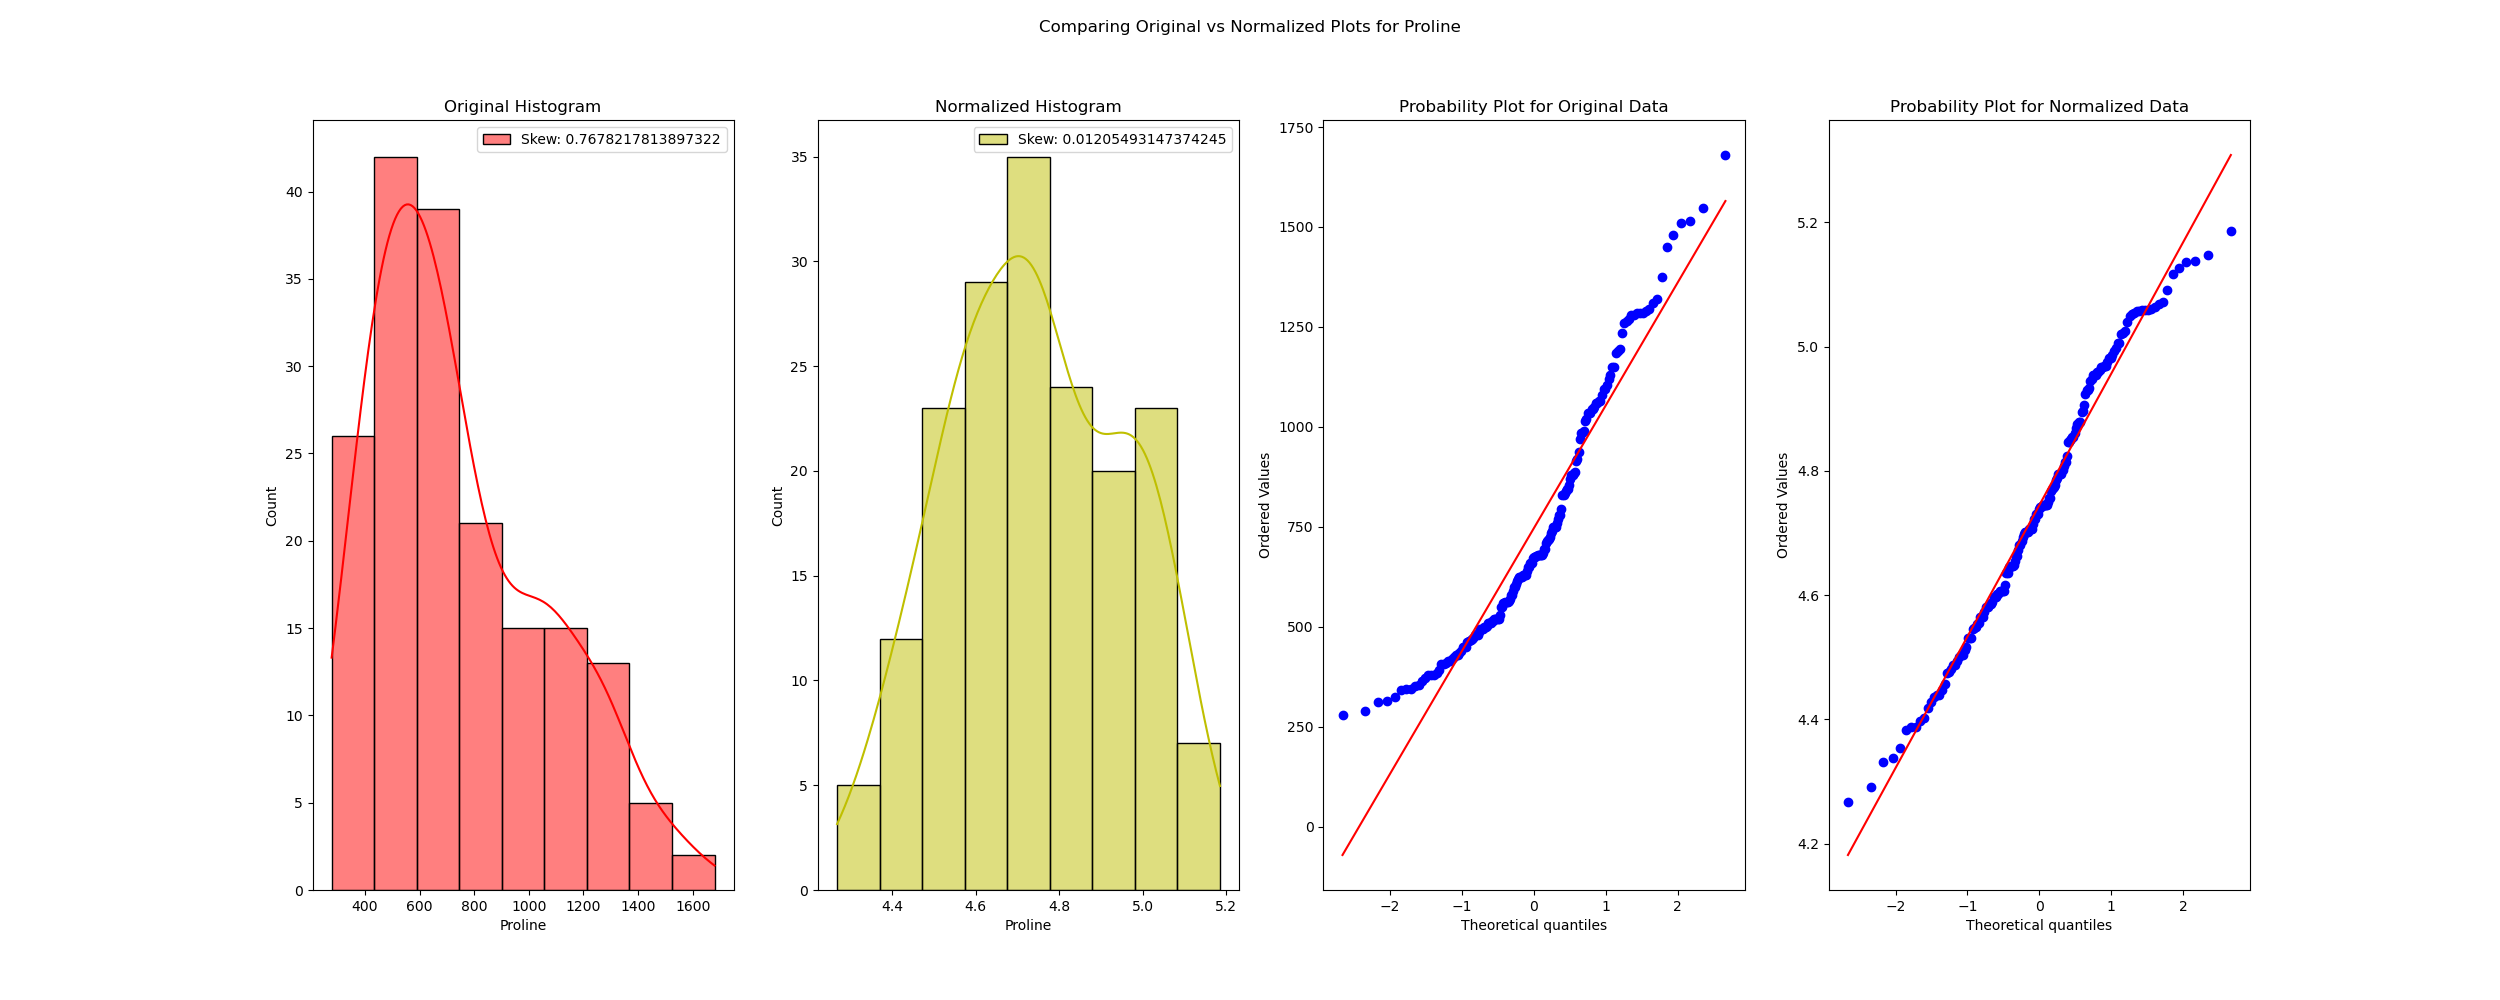 Comparing Original vs Normalized Plots for Proline
Original Histogram
Skew: 0.7678217813897322
40
35
30
25
20
15
10
5
0
Count
400 600 800 1000 1200 1400 1600
Proline
Normalized Histogram
Skew: 0.01205493147374245
35
30
25
20
15
10
5
0
Count
4.4 4.6 4.8 5.0 5.2
Proline
Probability Plot for Original Data
1750
1500
1250
1000
750
500
250
0
Ordered Values
−2 −1 0 1 2
Theoretical quantiles
Probability Plot for Normalized Data
5.2
5.0
4.8
4.6
4.4
4.2
Ordered Values
−2 −1 0 1 2
Theoretical quantiles